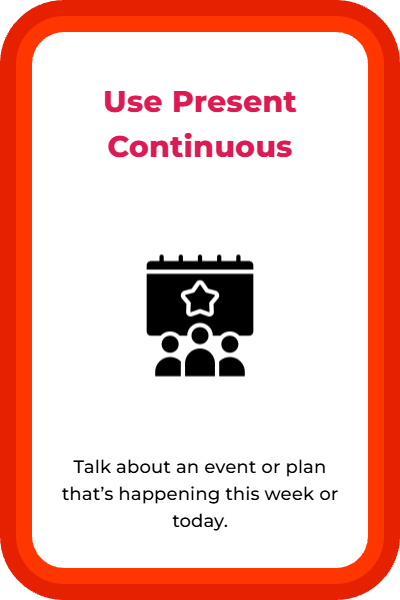 Use Present
Continuous
Talk about an event or plan
that’s happening this week or
today.